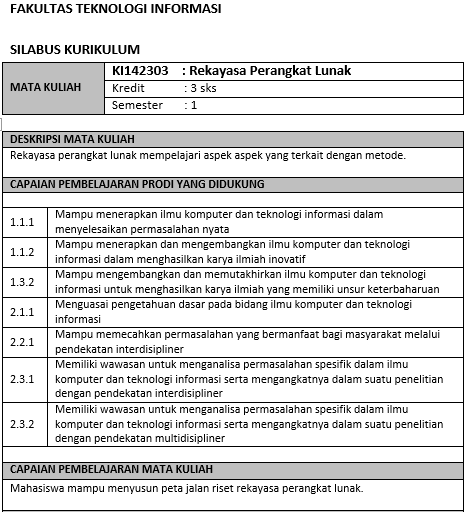 FAKULTAS TEKNOLOGI INFORMASI
SILABUS KURIKULUM
MATA KULIAH
KI142303 : Rekayasa Perangkat Lunak
Kredit : 3 sks
Semester : 1
DESKRIPSI MATA KULIAH
Rekayasa perangkat lunak mempelajari aspek aspek yang terkait dengan metode.
CAPAIAN PEMBELAJARAN PRODI YANG DIDUKUNG
1.1.1 Mampu menerapkan ilmu komputer dan teknologi informasi dalam
menyelesaikan permasalahan nyata
1.1.2 Mampu menerapkan dan mengembangkan ilmu komputer dan teknologi
informasi dalam menghasilkan karya ilmiah inovatif
1.3.2 Mampu mengembangkan dan memutakhirkan ilmu komputer dan teknologi
informasi untuk menghasilkan karya ilmiah yang memiliki unsur keterbaharuan
2.1.1 Menguasai pengetahuan dasar pada bidang ilmu komputer dan teknologi
informasi
2.2.1 Mampu memecahkan permasalahan yang bermanfaat bagi masyarakat melalui
pendekatan interdisipliner
2.3.1 Memiliki wawasan untuk menganalisa permasalahan spesifik dalam ilmu
komputer dan teknologi informasi serta mengangkatnya dalam suatu penelitian
dengan pendekatan interdisipliner
2.3.2 Memiliki wawasan untuk menganalisa permasalahan spesifik dalam ilmu
komputer dan teknologi informasi serta mengangkatnya dalam suatu penelitian
dengan pendekatan multidisipliner
CAPAIAN PEMBELAJARAN MATA KULIAH
Mahasiswa mampu menyusun peta jalan riset rekayasa perangkat lunak.